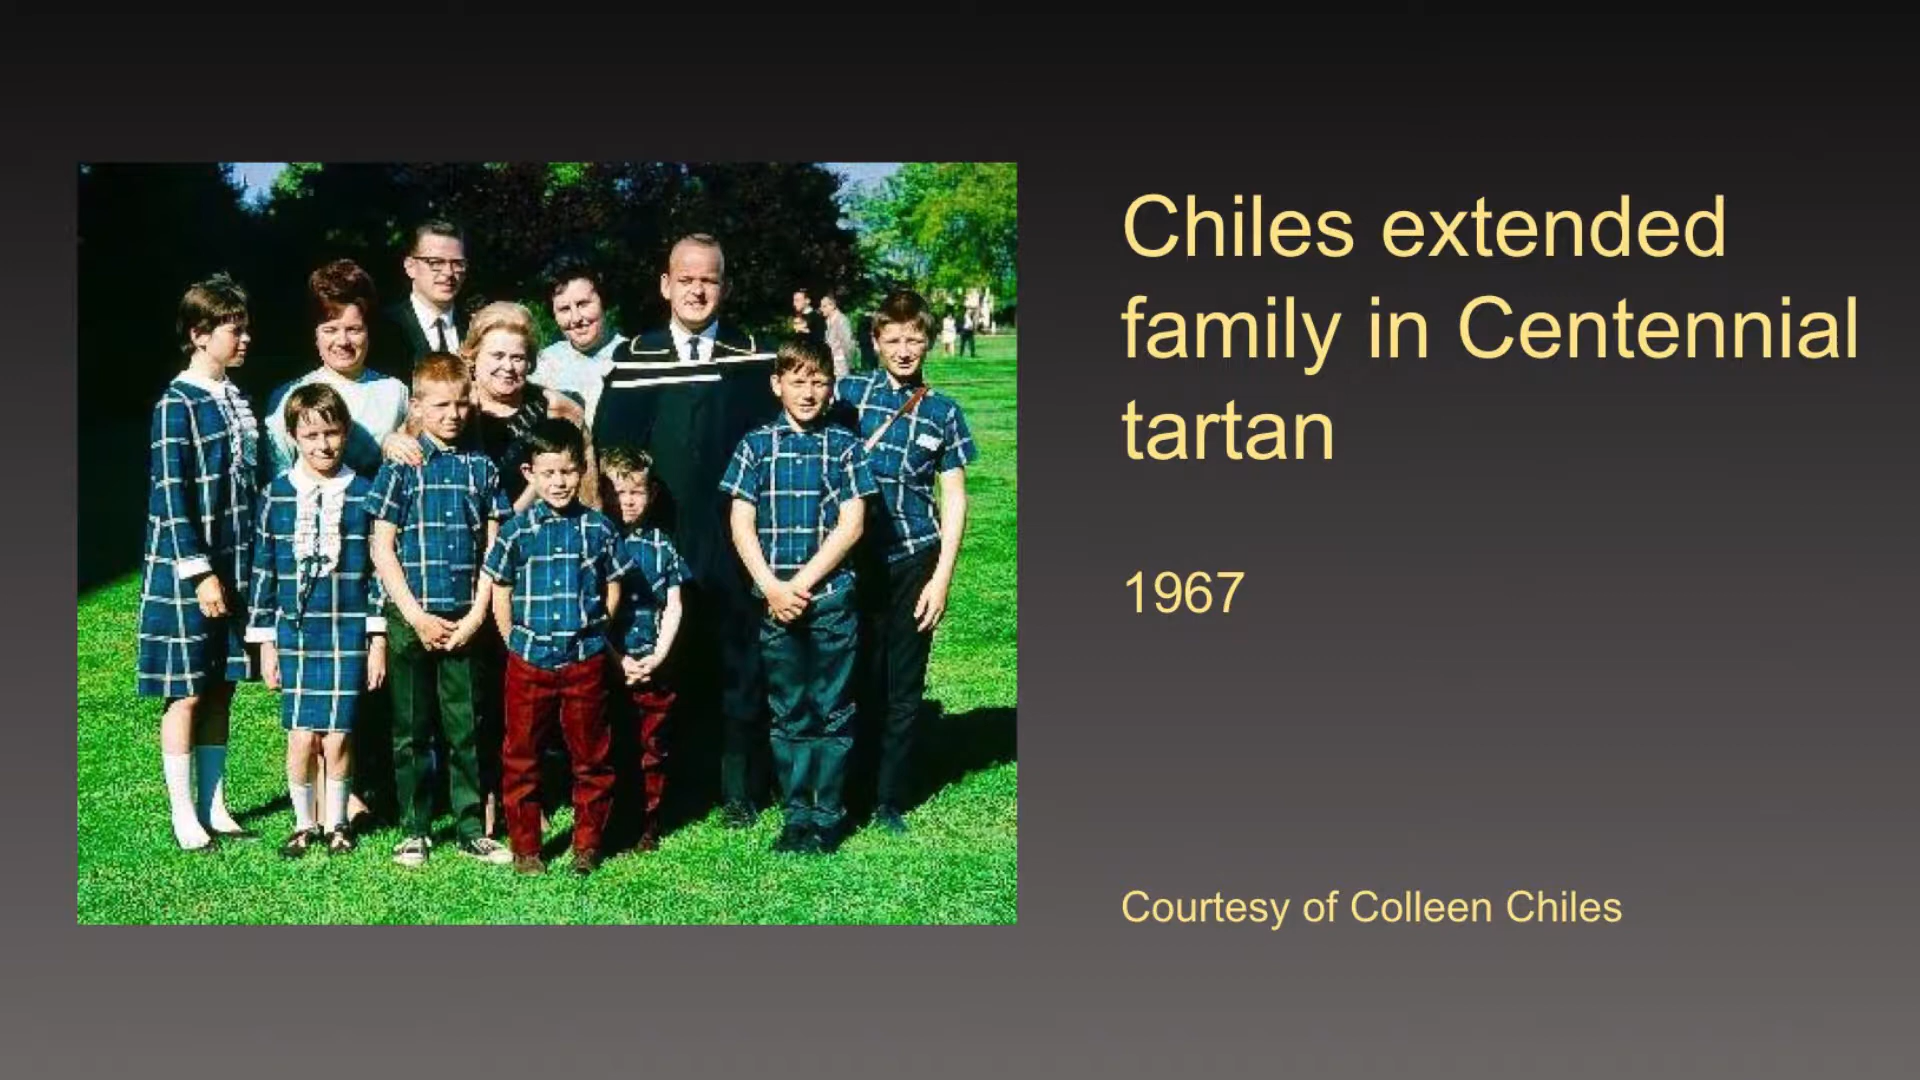 Chiles extended
family in Centennial
tartan
1967
Courtesy of Colleen Chiles